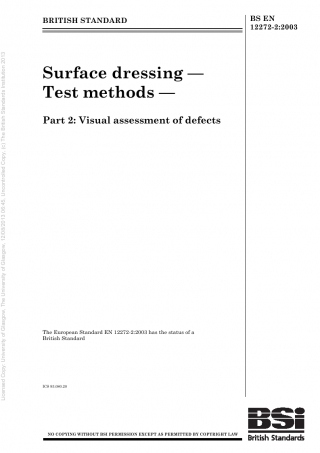 BRITISH STANDARD
BS EN
12272-2:2003
Surface dressing —
Test methods —
Part 2: Visual assessment of defects
The European Standard EN 12272-2:2003 has the status of a
British Standard
NO COPYING WITHOUT BSI PERMISSION EXCEPT AS PERMITTED BY COPYRIGHT LAW
BSi
British Standards